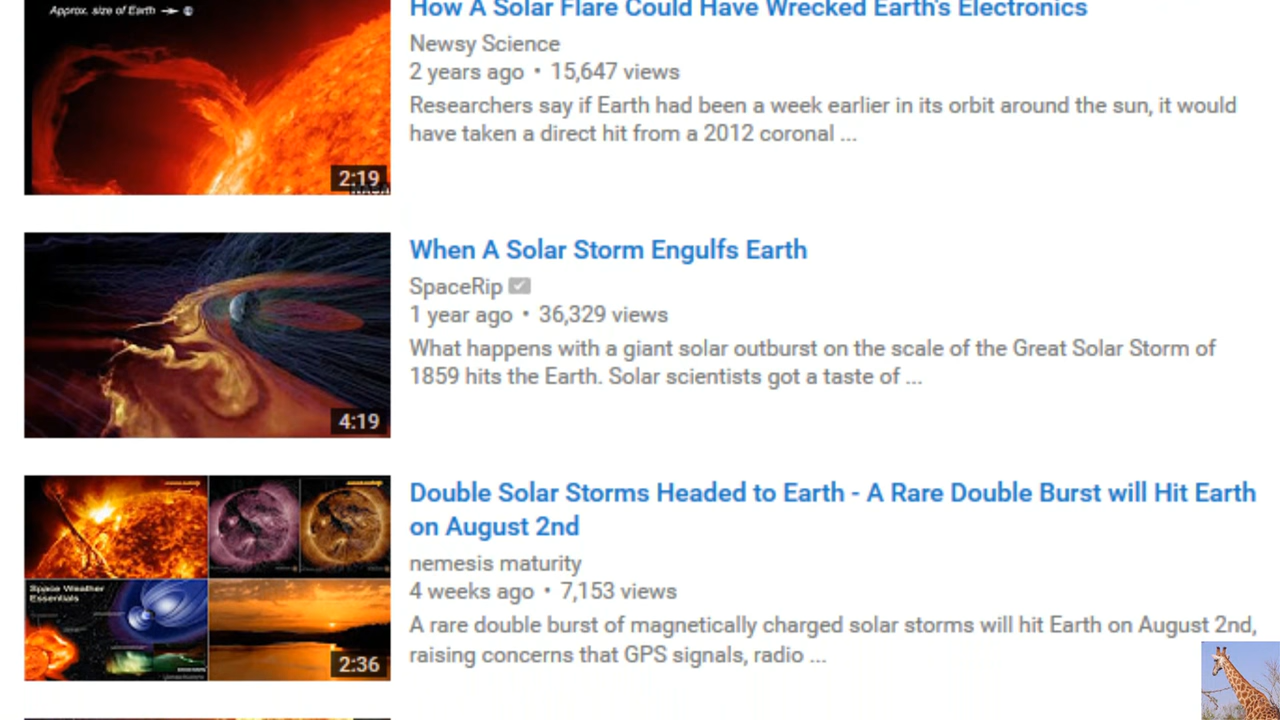 Approx. size of Earth
How A Solar Flare Could Have Wrecked Earth's Electronics
Newsy Science
2 years ago • 15,647 views
Researchers say if Earth had been a week earlier in its orbit around the sun, it would
have taken a direct hit from a 2012 coronal ...
2:19
When A Solar Storm Engulfs Earth
SpaceRip
1 year ago • 36,329 views
What happens with a giant solar outburst on the scale of the Great Solar Storm of
1859 hits the Earth. Solar scientists got a taste of ...
4:19
Double Solar Storms Headed to Earth - A Rare Double Burst will Hit Earth
on August 2nd
nemesis maturity
4 weeks ago • 7,153 views
A rare double burst of magnetically charged solar storms will hit Earth on August 2nd,
raising concerns that GPS signals, radio ...
Space Weather
Essentials
2:36